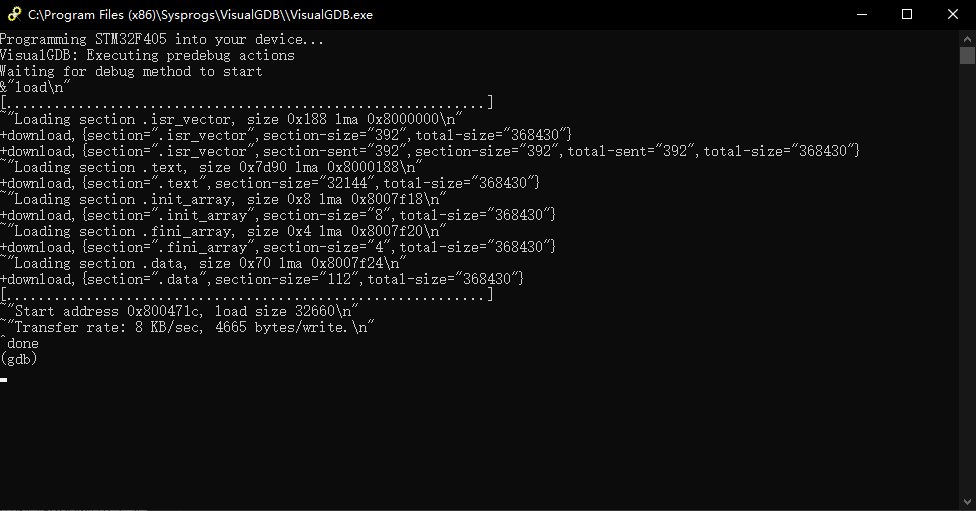 C:\Program Files (x86)\Sysprogs\VisualGDB\\VisualGDB.exe
Programming STM32F405 into your device...
VisualGDB: Executing predebug actions
Waiting for debug method to start
&"load\n"
[............................................................]
~"Loading section .isr_vector, size 0x188 lma 0x8000000\n"
+download,{section=".isr_vector",section-size="392",total-size="368430"}
+download,{section=".isr_vector",section-sent="392",section-size="392",total-sent="392",total-size="368430"}
~"Loading section .text, size 0x7d90 lma 0x8000188\n"
+download,{section=".text",section-size="32144",total-size="368430"}
~"Loading section .init_array, size 0x8 lma 0x8007f18\n"
+download,{section=".init_array",section-size="8",total-size="368430"}
~"Loading section .fini_array, size 0x4 lma 0x8007f20\n"
+download,{section=".fini_array",section-size="4",total-size="368430"}
~"Loading section .data, size 0x70 lma 0x8007f24\n"
+download,{section=".data",section-size="112",total-size="368430"}
[............................................................]
~"Start address 0x800471c, load size 32660\n"
~"Transfer rate: 8 KB/sec, 4665 bytes/write.\n"
^done
(gdb)